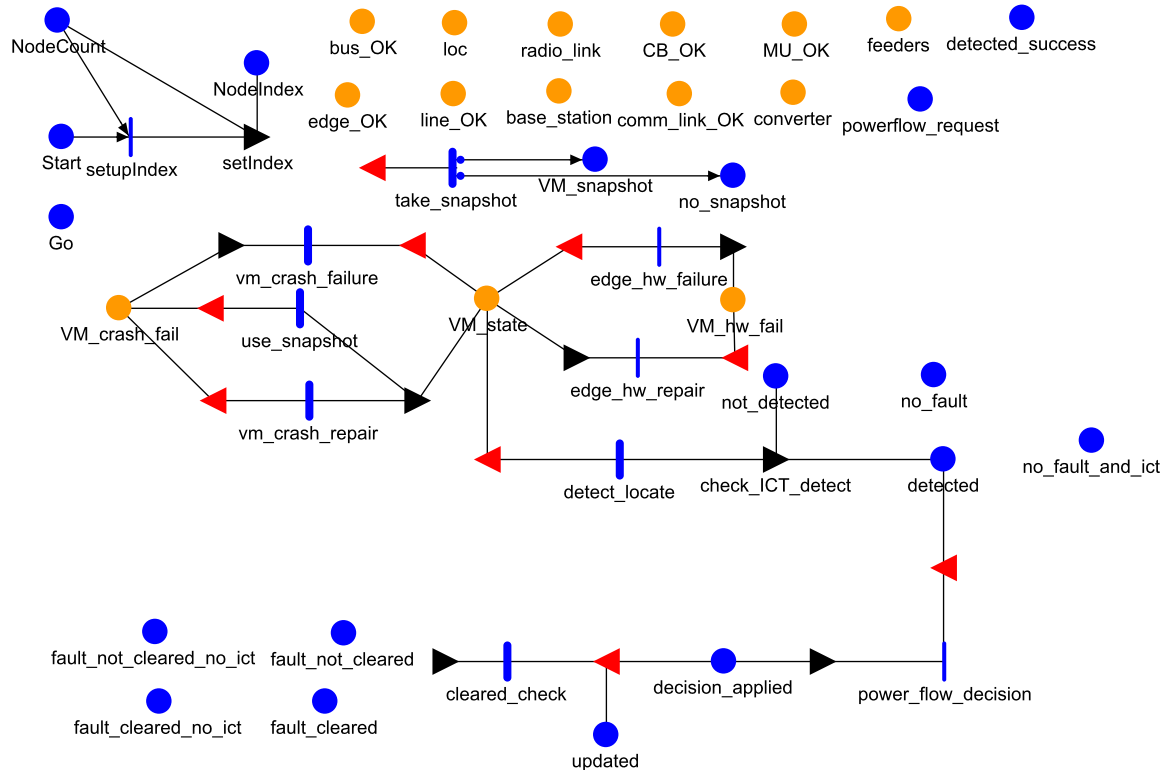 NodeCount
bus_OK
loc
radio_link
CB_OK
MU_OK
feeders
detected_success
NodeIndex
edge_OK
line_OK
base_station
comm_link_OK
converter
powerflow_request
Start
setupIndex
setIndex
take_snapshot
VM_snapshot
no_snapshot
Go
vm_crash_failure
edge_hw_failure
VM_crash_fail
use_snapshot
VM_state
VM_hw_fail
edge_hw_repair
not_detected
no_fault
vm_crash_repair
no_fault_and_ict
detect_locate
check_ICT_detect
detected
fault_not_cleared_no_ict
fault_not_cleared
cleared_check
decision_applied
power_flow_decision
fault_cleared_no_ict
fault_cleared
updated